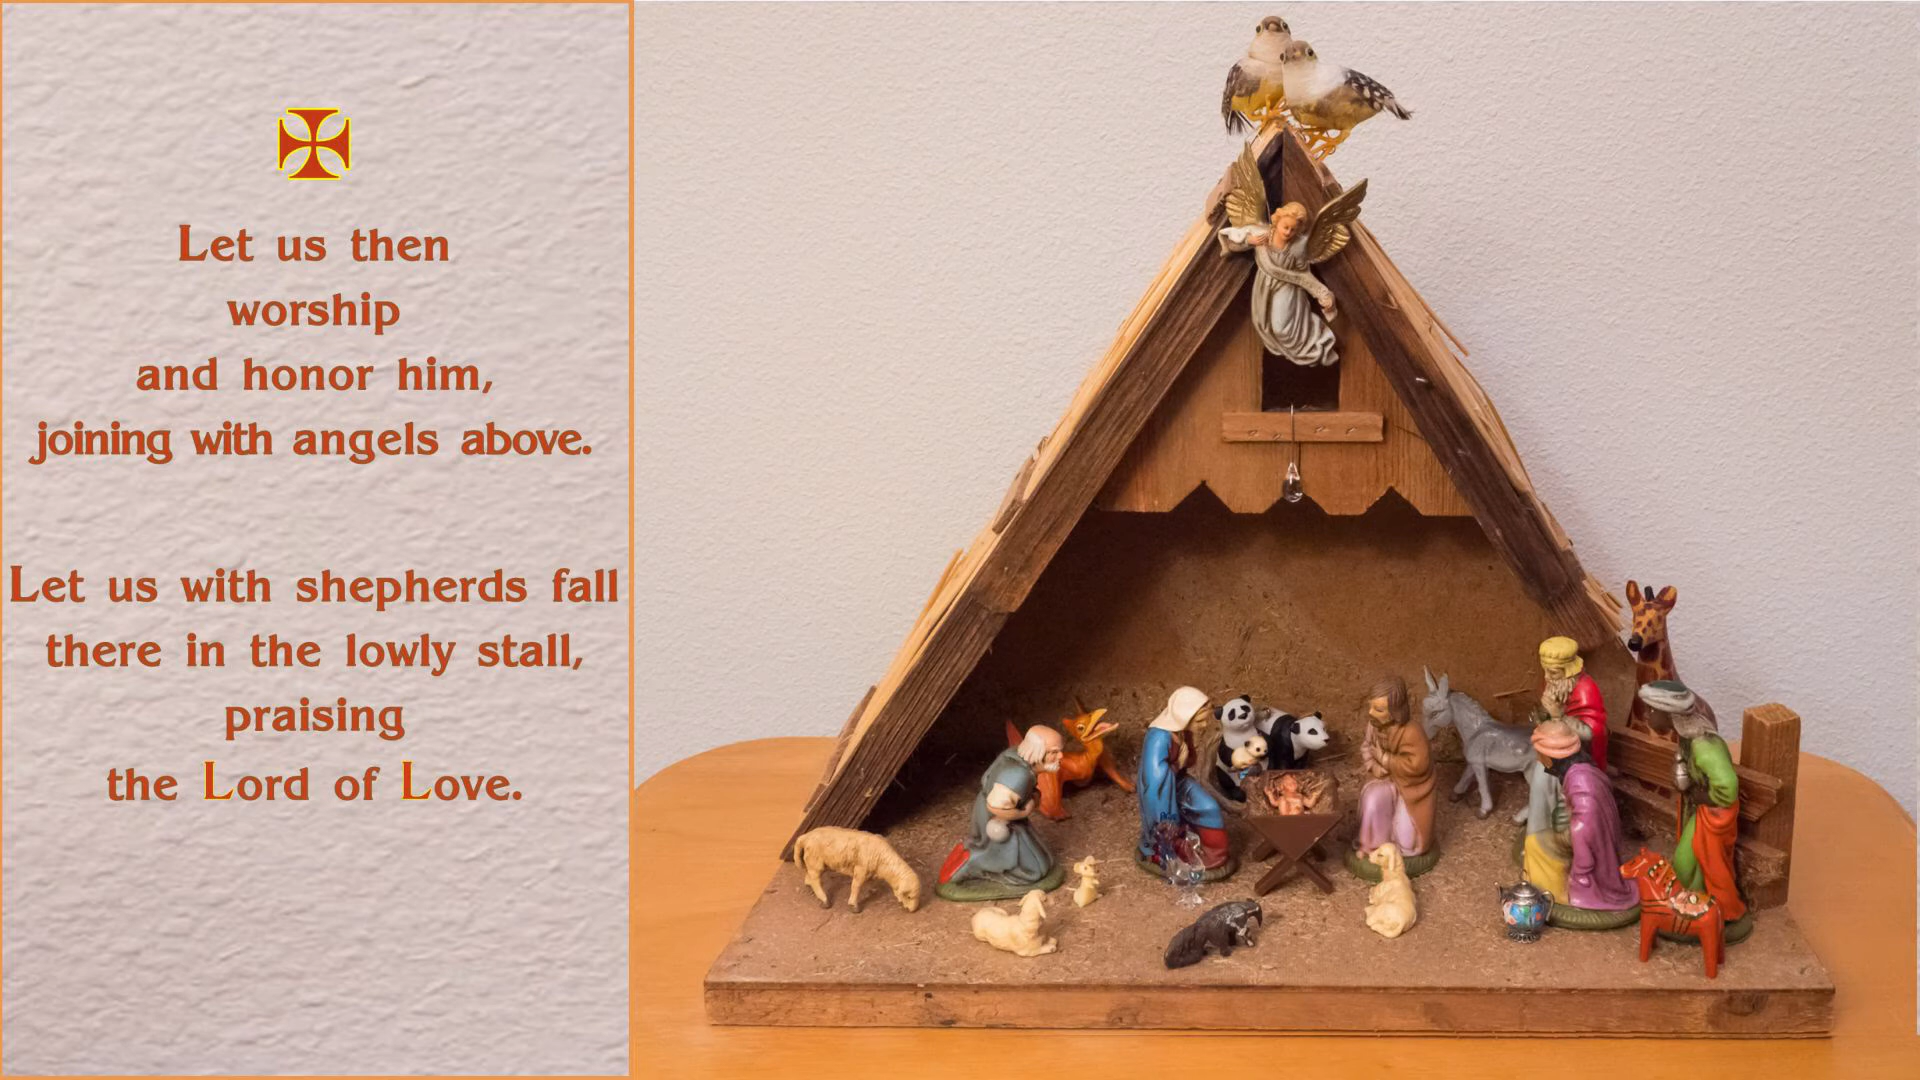 Let us then
worship
and honor him,
joining with angels above.
Let us with shepherds fall
there in the lowly stall,
praising
the Lord of Love.